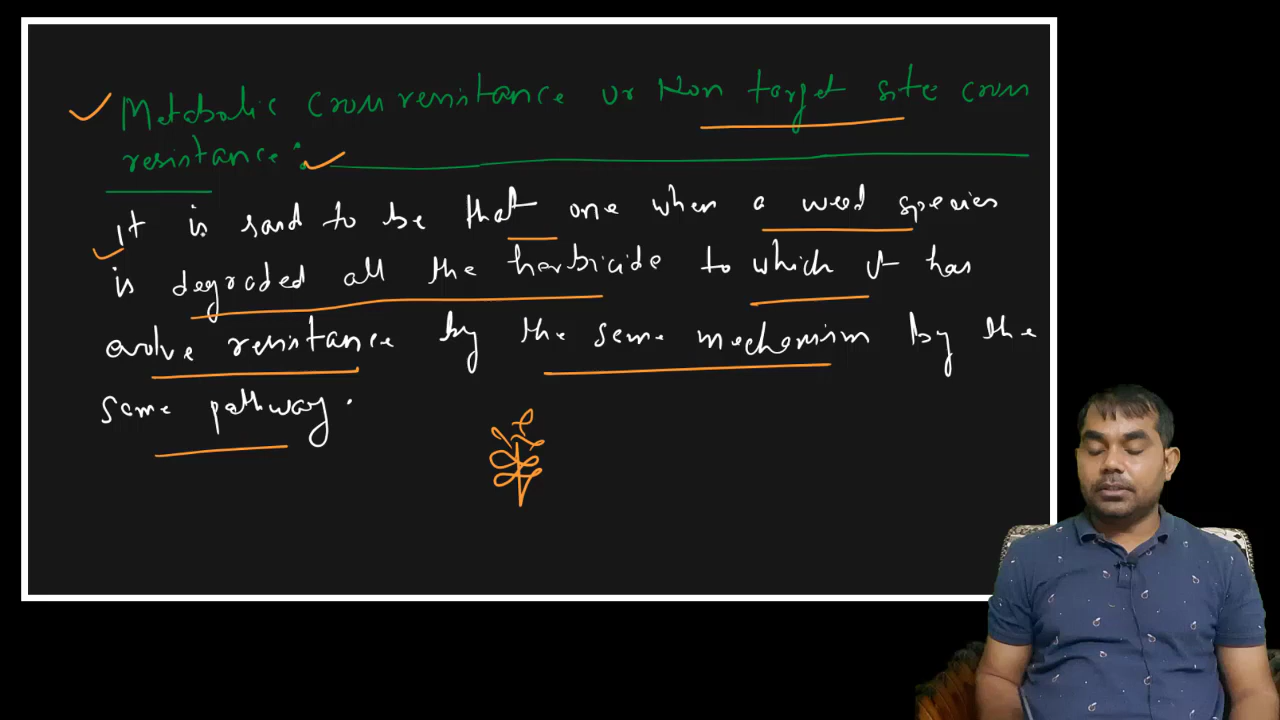 Metabolic Cross resistance or Non target site cross
resistance:
It is said to be that one when a weed species
is degraded all the harbicide to which it has
evolve resistance by the same mechanism by the
same pathway.